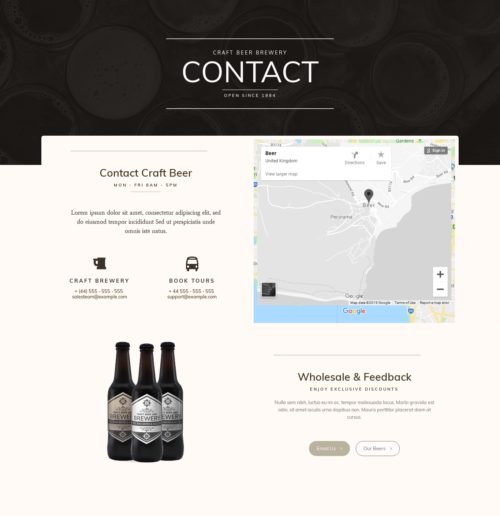 CRAFT BEER BREWERY
CONTACT
OPEN SINCE 1984
Contact Craft Beer
MON - FRI 8AM - 5PM
Lorem ipsum dolor sit amet, consectetur adipiscing elit, sed
do eiusmod tempor incididunt Sed ut perspiciatis unde
omnis iste natus.
CRAFT BREWERY
+ (44) 555 - 555 - 555
salesteam@example.com
BOOK TOURS
+ 44 555 - 555 - 555
support@example.com
Beer
United Kingdom
View larger map
Directions
Save
Sign in
Gardens
Beer
Peronama
Google
Map data ©2019 Google
Terms of Use
Report a map error
Google
BREWERY
BREWERY
Wholesale & Feedback
ENJOY EXCLUSIVE DISCOUNTS
Nulla sem nibh, luctus eu ex in, tempor malesuada lacus. Morbi gravida est
odio, sit amet iaculis urna dapibus non. Mauris porttitor placerat diam at
cursus.
Email Us >
Our Beers >